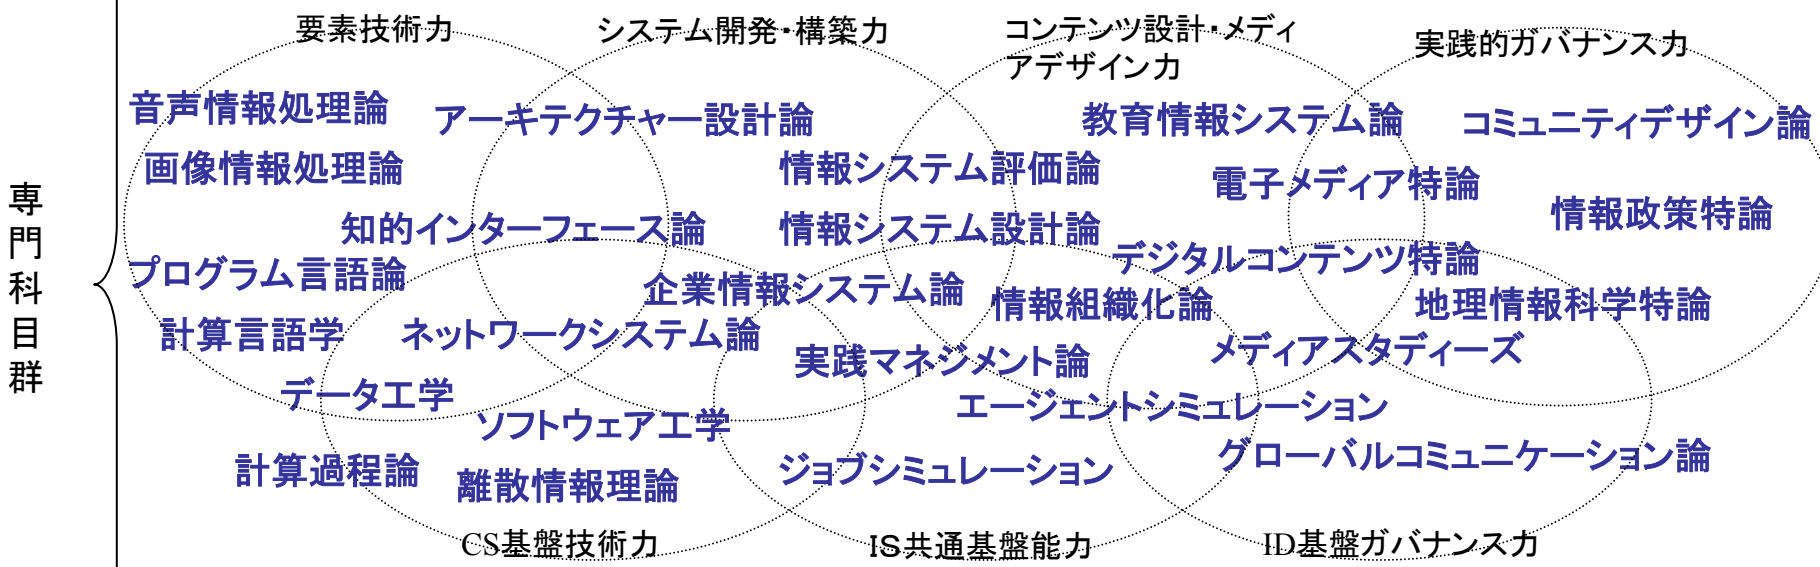 専門科目群
要素技術力
システム開発・構築力
コンテンツ設計・メディ
アデザイン力
実践的ガバナンス力
音声情報処理論
アーキテクチャー設計論
教育情報システム論
コミュニティデザイン論
画像情報処理論
情報システム評価論
電子メディア特論
情報政策特論
知的インターフェース論
情報システム設計論
プログラム言語論
デジタルコンテンツ特論
企業情報システム論
情報組織化論
地理情報科学特論
計算言語学
ネットワークシステム論
実践マネジメント論
メディアスタディーズ
データ工学
ソフトウェア工学
エージェントシミュレーション
計算過程論
離散情報理論
ジョブシミュレーション
グローバルコミュニケーション論
CS基盤技術力
IS共通基盤能力
ID基盤ガバナンス力